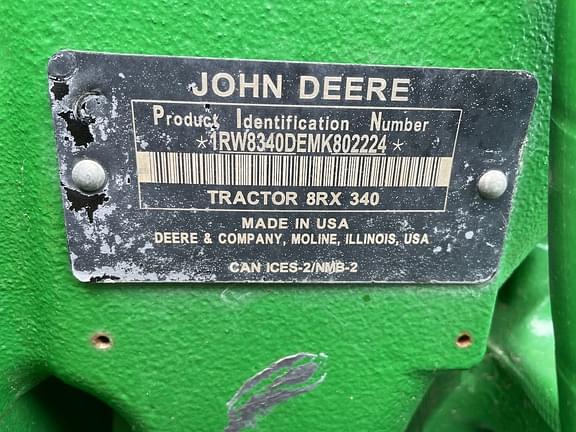 JOHN DEERE
Product Identification Number
*1RW8340DEMK802224*
TRACTOR 8RX 340
MADE IN USA
DEERE & COMPANY, MOLINE, ILLINOIS, USA
CAN ICES-2/NMB-2